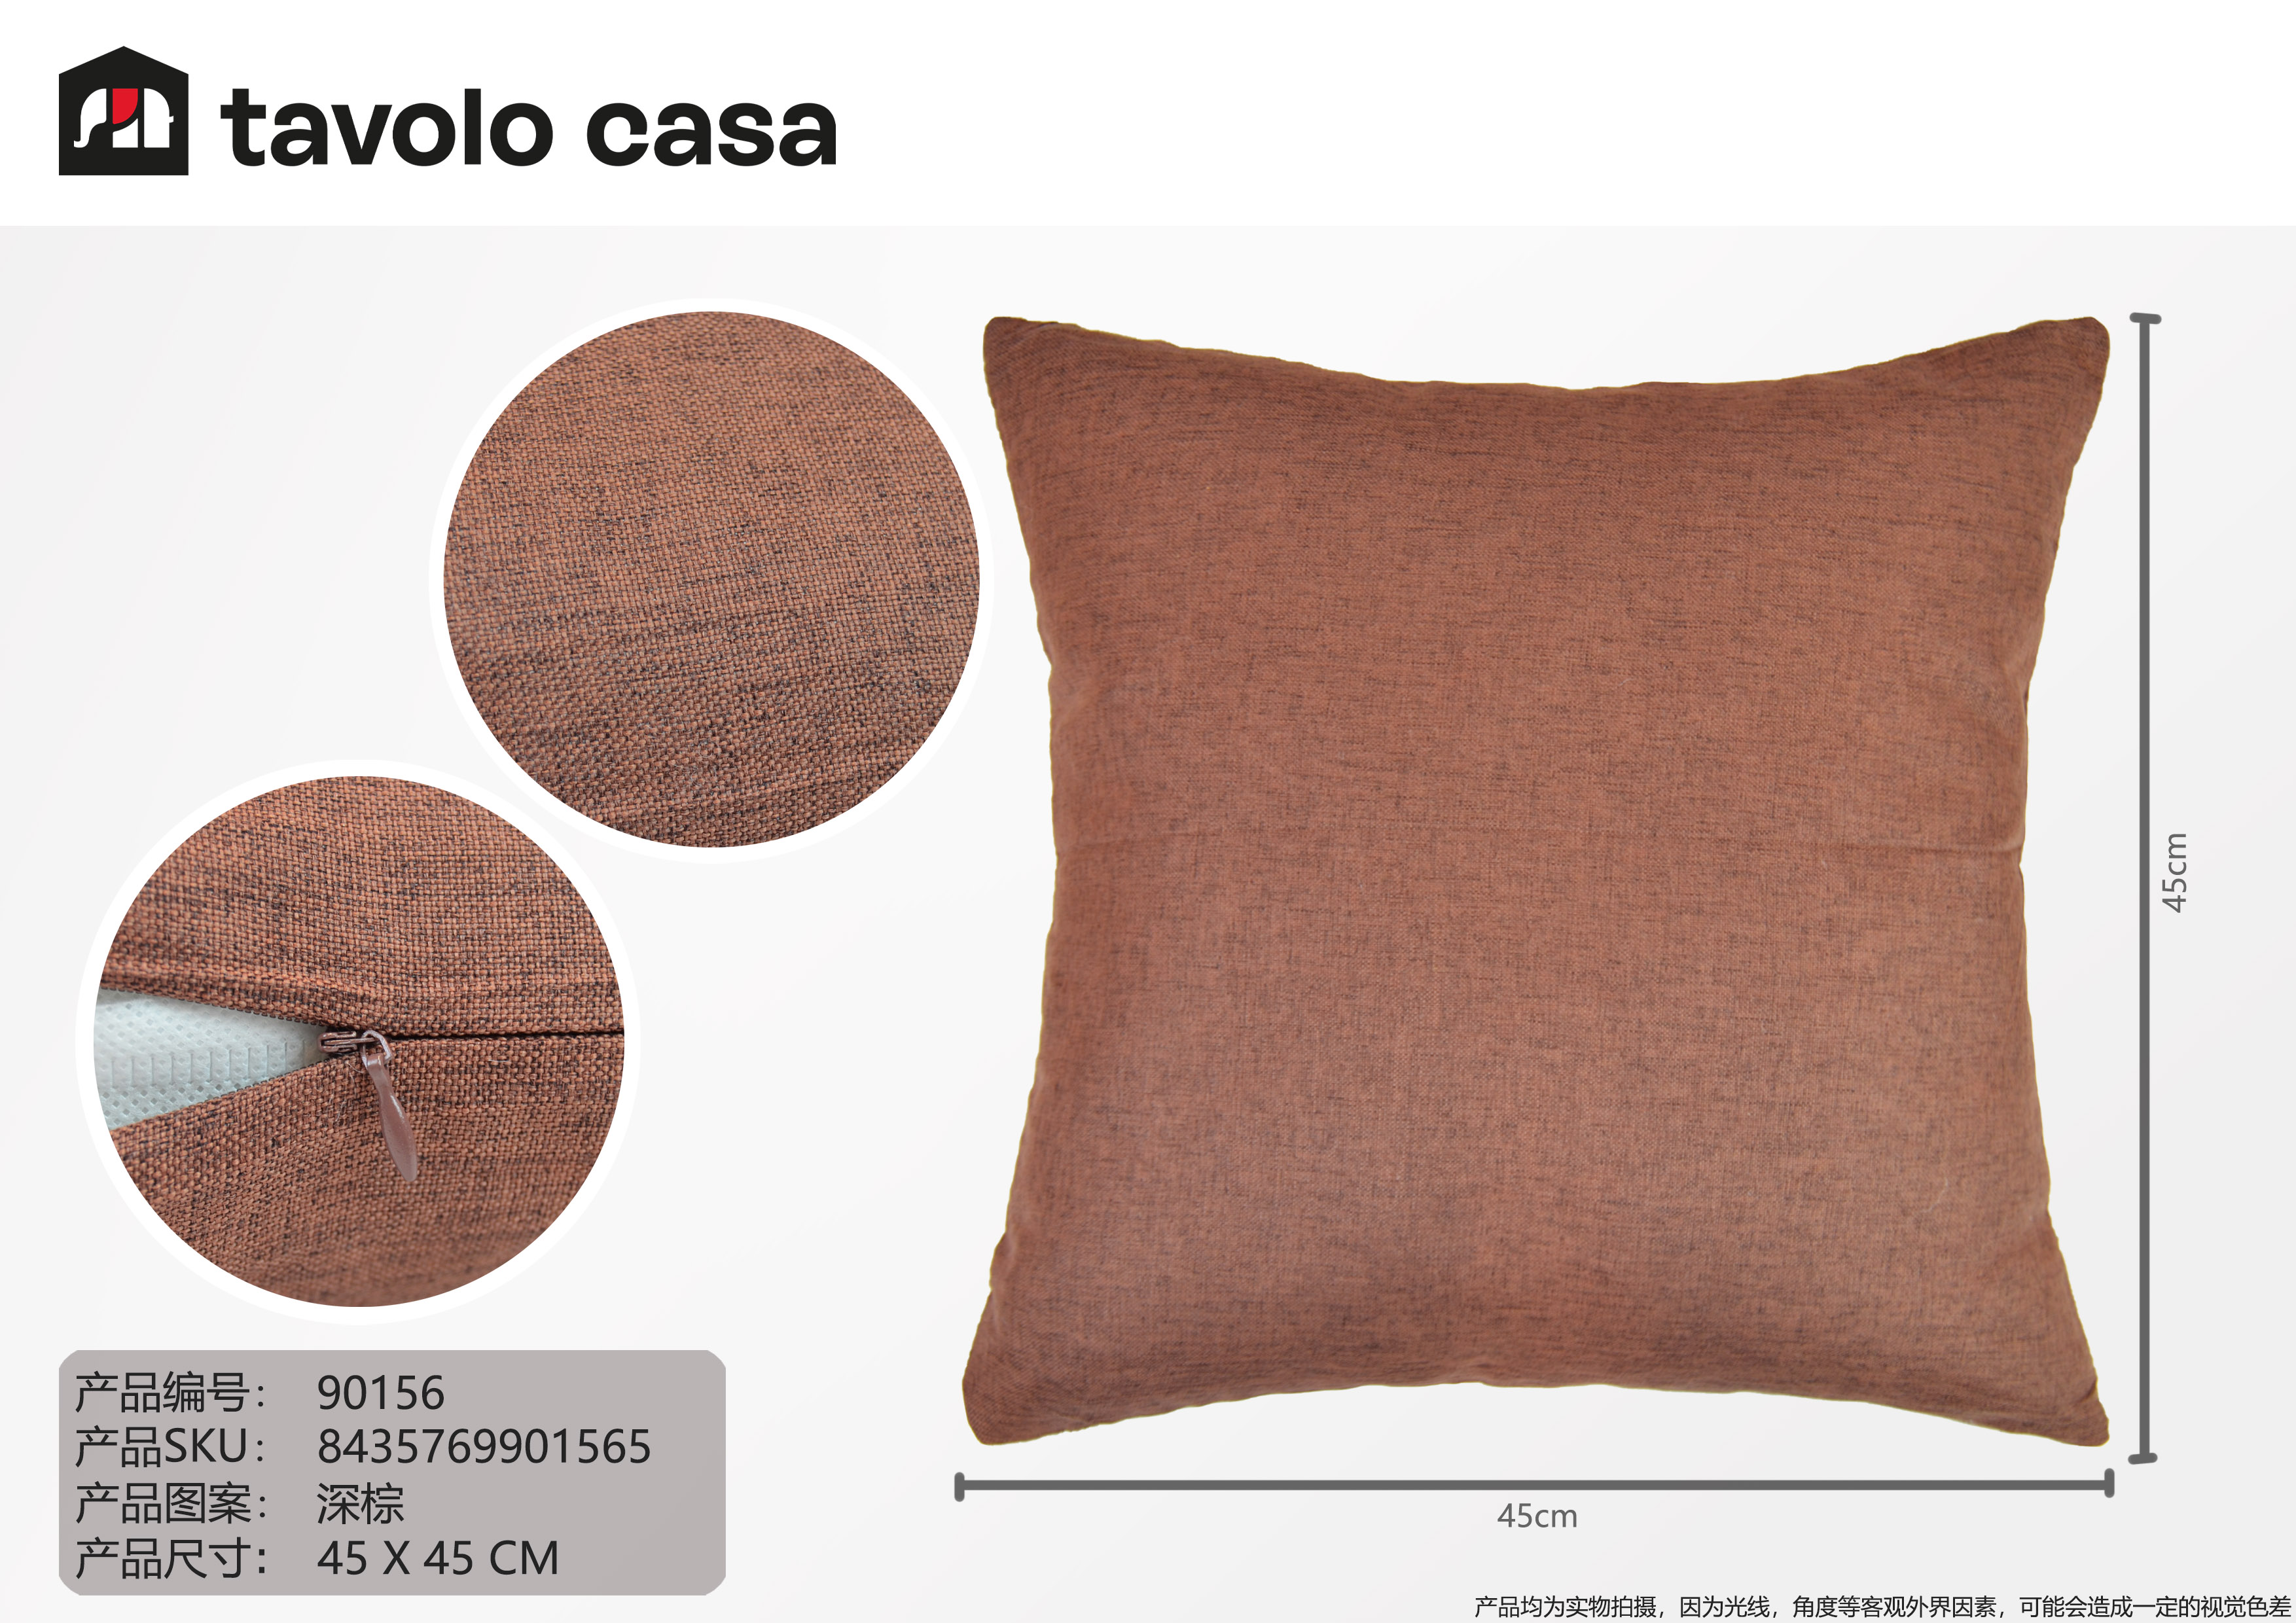 tavolo casa
45cm
45cm
产品编号： 90156
产品SKU： 8435769901565
产品图案： 深棕
产品尺寸： 45 X 45 CM
产品均为实物拍摄，因为光线，角度等客观外界因素，可能会造成一定的视觉色差